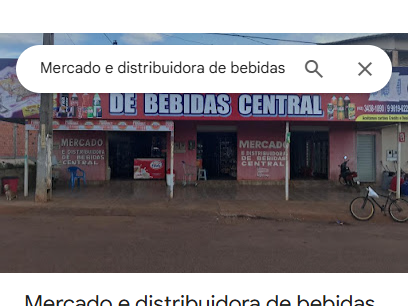 Mercado e distribuidora de bebidas
DE BEBIDAS CENTRAL
MERCADO
E DISTRIBUIDORA
DE BEBIDAS
CENTRAL
MERCADO
E DISTRIBUIDORA
DE BEBIDAS
CENTRAL
Mercado e distribuidora de bebidas